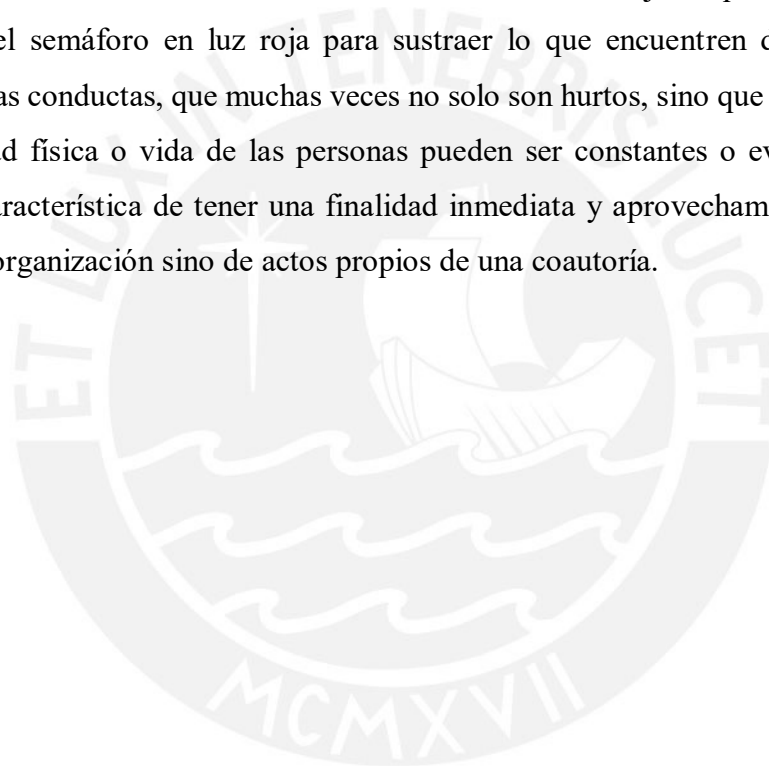 el semáforo en luz roja para sustraer lo que encuentren
as conductas, que muchas veces no solo son hurtos, sino que
ad física o vida de las personas pueden ser constantes o ev
aracterística de tener una finalidad inmediata y aprovecham
organización sino de actos propios de una coautoría.
ET LUX IN TENEBRIS LUCET
MCMXVII